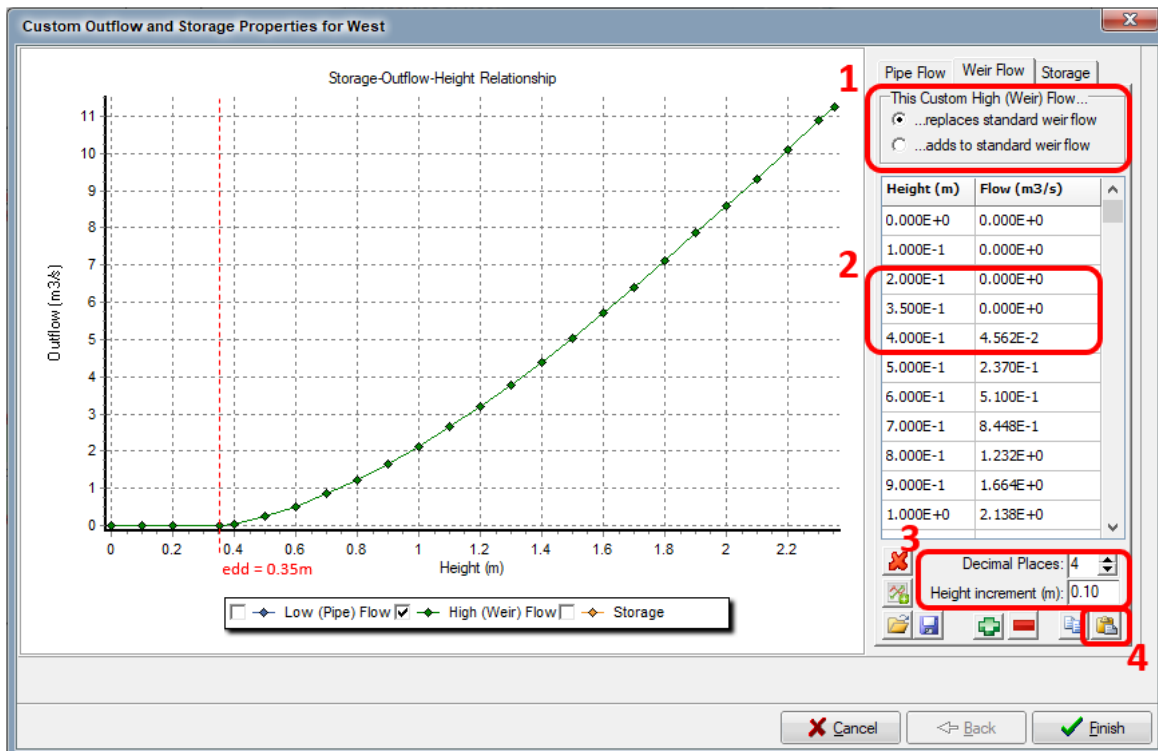 Custom Outflow and Storage Properties for West
Storage-Outflow-Height Relationship
Outflow (m3/s)
11
10
9
8
7
6
5
4
3
2
1
0
0 0.2 0.4 0.6 0.8 1 1.2 1.4 1.6 1.8 2 2.2
edd = 0.35m
Height (m)
Low (Pipe) Flow High (Weir) Flow Storage
Pipe Flow Weir Flow Storage
1
This Custom High (Weir) Flow...
...replaces standard weir flow
...adds to standard weir flow
Height (m) Flow (m3/s)
0.000E+0 0.000E+0
1.000E-1 0.000E+0
2
2.000E-1 0.000E+0
3.500E-1 0.000E+0
4.000E-1 4.562E-2
5.000E-1 2.370E-1
6.000E-1 5.100E-1
7.000E-1 8.448E-1
8.000E-1 1.232E+0
9.000E-1 1.664E+0
1.000E+0 2.138E+0
3
Decimal Places: 4
Height increment (m): 0.10
4
Cancel Back Finish